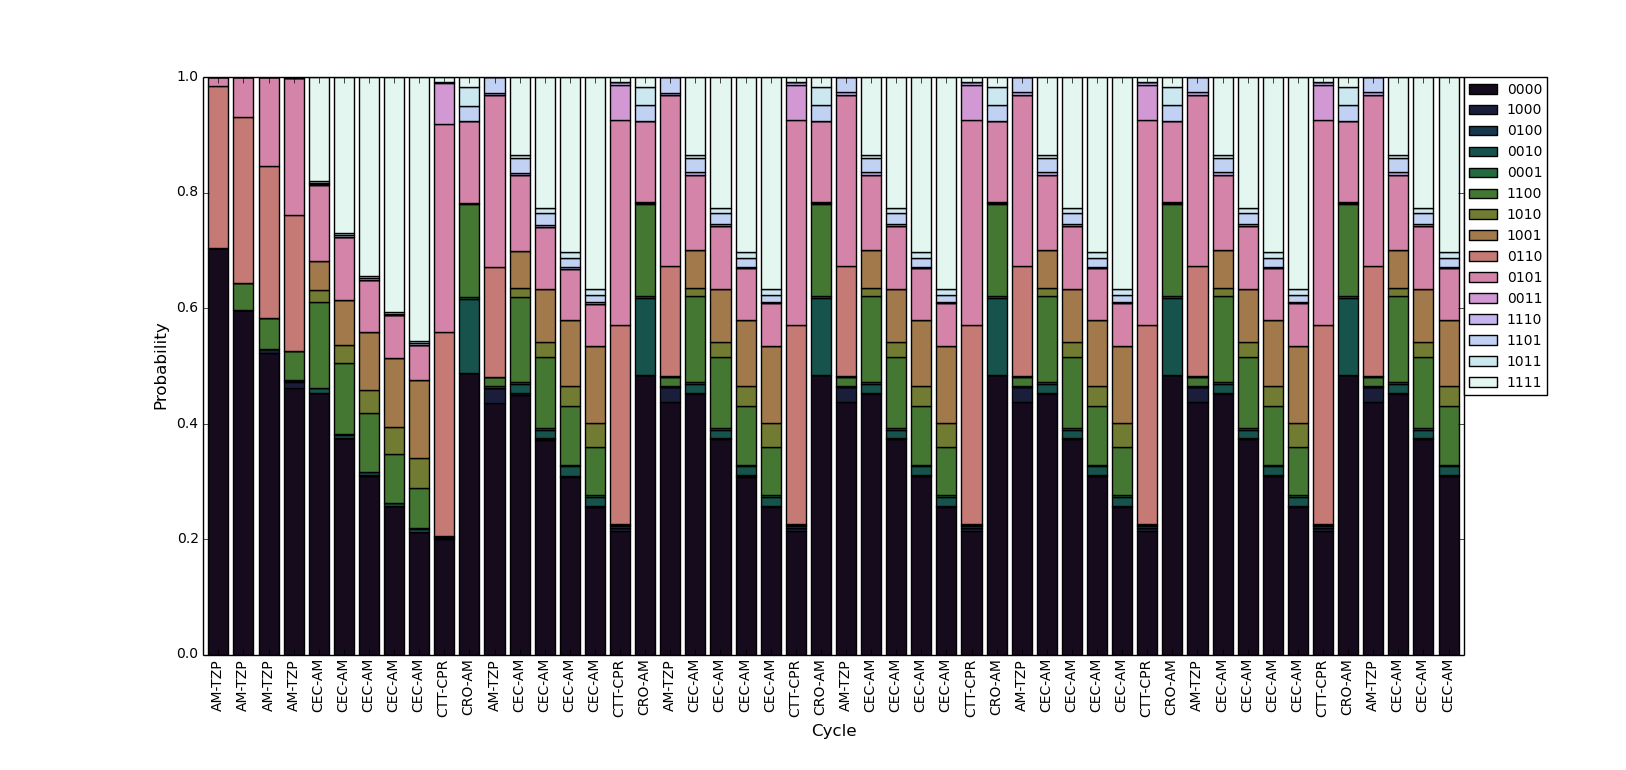 1.0
0.8
0.6
0.4
0.2
0.0
Probability
AM-TZP
AM-TZP
AM-TZP
AM-TZP
CEC-AM
CEC-AM
CEC-AM
CEC-AM
CEC-AM
CTT-CPR
CRO-AM
AM-TZP
CEC-AM
CEC-AM
CEC-AM
CEC-AM
CTT-CPR
CRO-AM
AM-TZP
CEC-AM
CEC-AM
CEC-AM
CEC-AM
CTT-CPR
CRO-AM
AM-TZP
CEC-AM
CEC-AM
CEC-AM
CEC-AM
CTT-CPR
CRO-AM
AM-TZP
CEC-AM
CEC-AM
CEC-AM
CEC-AM
CTT-CPR
CRO-AM
AM-TZP
CEC-AM
CEC-AM
CEC-AM
CEC-AM
CTT-CPR
CRO-AM
AM-TZP
CEC-AM
CEC-AM
CEC-AM
Cycle
0000
1000
0100
0010
0001
1100
1010
1001
0110
0101
0011
1110
1101
1011
1111